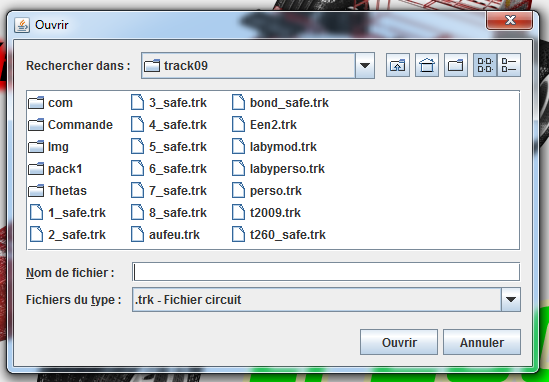 Ouvrir
Rechercher dans : track09
com 3_safe.trk bond_safe.trk
Commande 4_safe.trk Een2.trk
Img 5_safe.trk labymod.trk
pack1 6_safe.trk labyperso.trk
Thetas 7_safe.trk perso.trk
1_safe.trk 8_safe.trk t2009.trk
2_safe.trk aufeu.trk t260_safe.trk
Nom de fichier :
Fichiers du type : .trk - Fichier circuit
Ouvrir Annuler